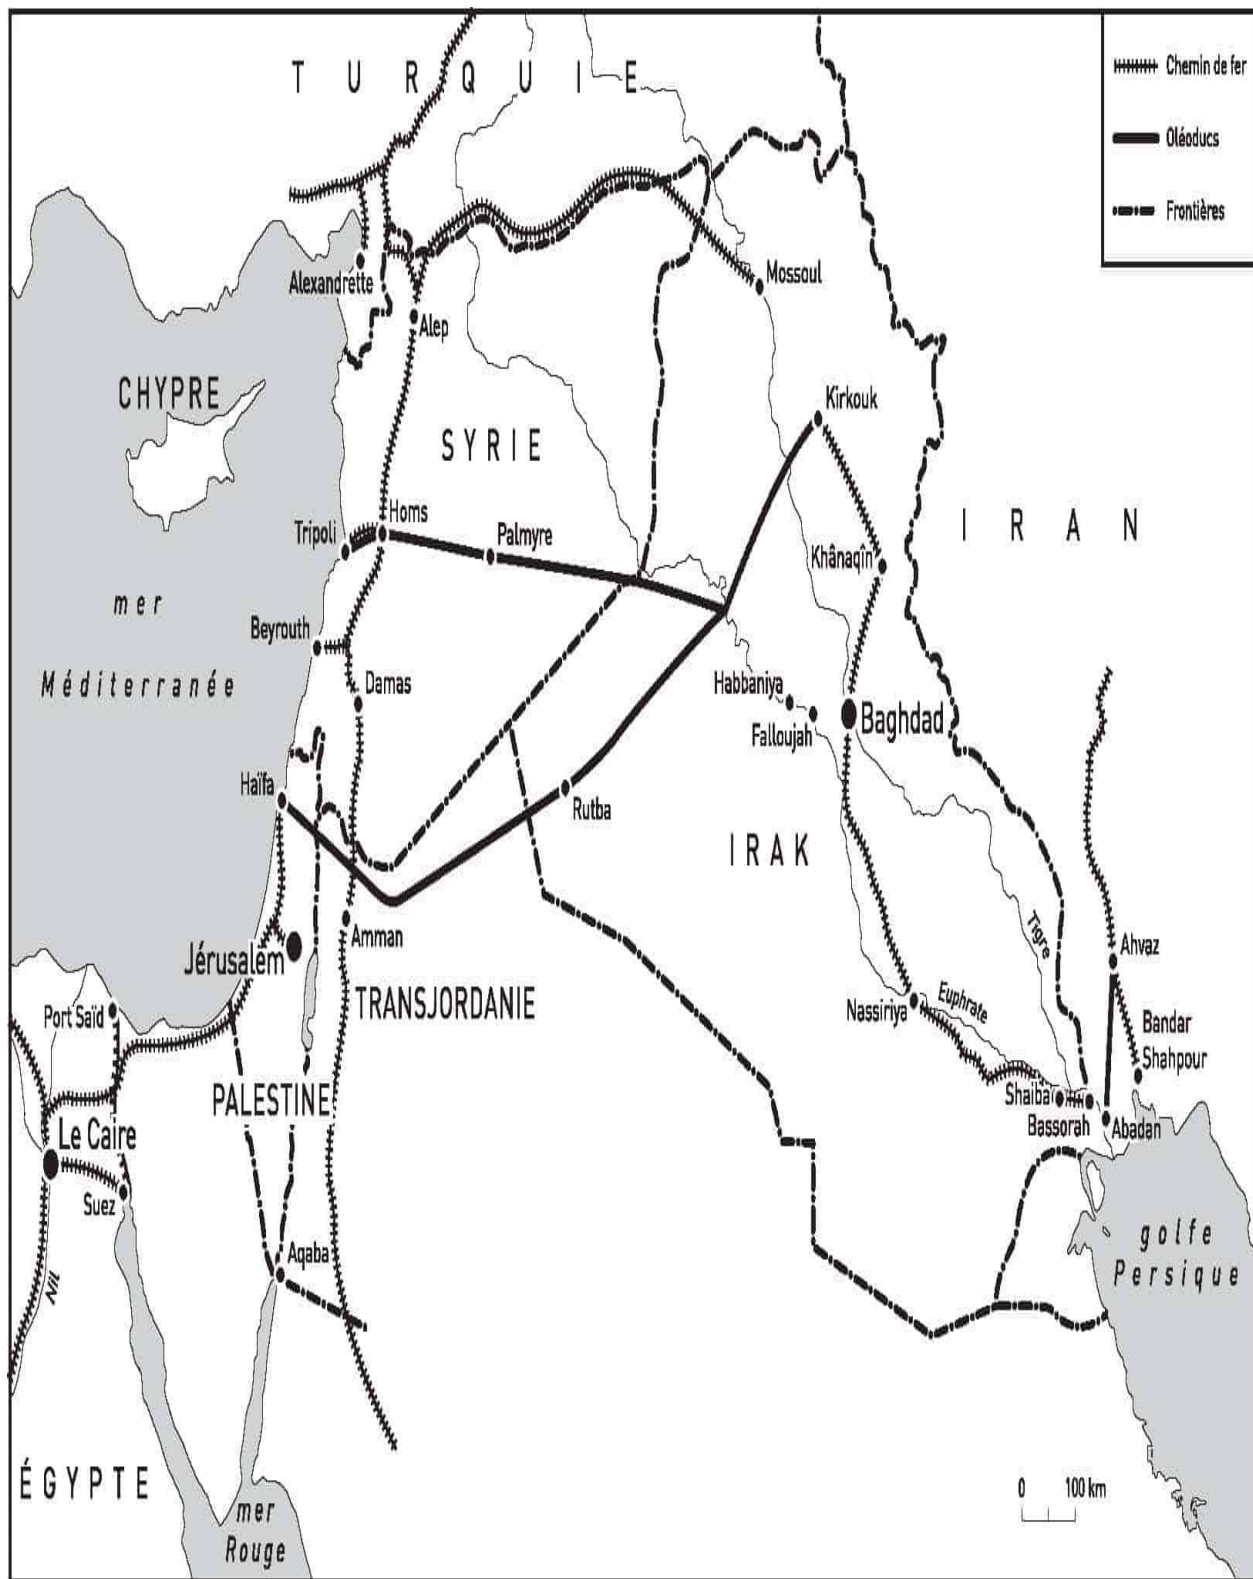 TURQUIE
Chemin de fer
Oléoducs
Frontières
Alexandrette
Mossoul
Alep
CHYPRE
Kirkouk
SYRIE
Homs
Tripoli
Palmyre
IRAN
Khânaqîn
mer
Méditerranée
Beyrouth
Damas
Habbaniya
Falloujah
Baghdad
Haïfa
Rutba
IRAK
Amman
Jérusalem
Tigre
Ahvaz
TRANSJORDANIE
Nassiriya
Euphrate
Port Saïd
Bandar
Shahpour
PALESTINE
Shaiba
Bassorah
Abadan
Le Caire
Suez
Aqaba
golfe
Persique
Nil
0 100 km
ÉGYPTE
mer
Rouge